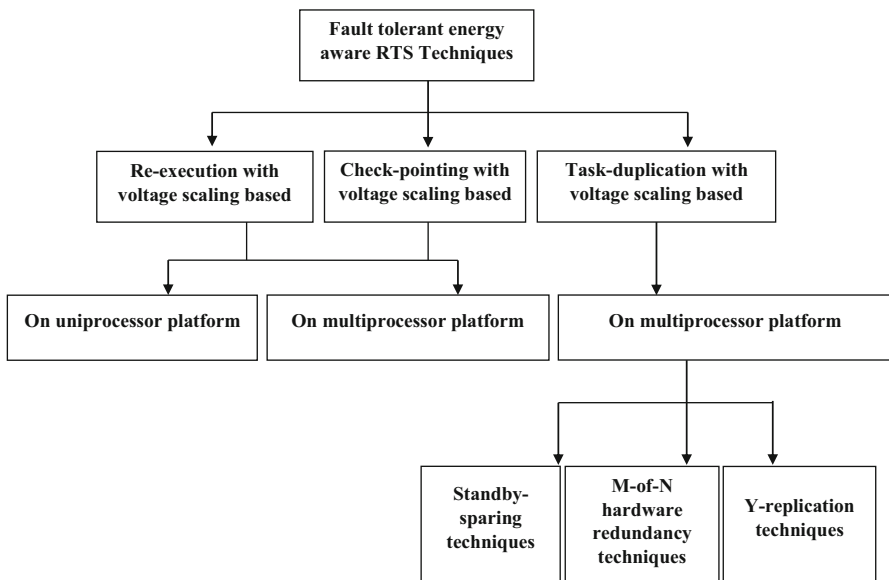 Fault tolerant energy
aware RTS Techniques
Re-execution with
voltage scaling based
Check-pointing with
voltage scaling based
Task-duplication with
voltage scaling based
On uniprocessor platform
On multiprocessor platform
On multiprocessor platform
Standby-
sparing
techniques
M-of-N
hardware
redundancy
techniques
Y-replication
techniques